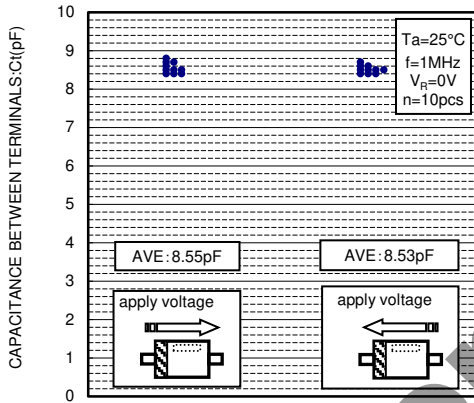 CAPACITANCE BETWEEN TERMINALS:Ct(pF)
10
9
8
7
6
5
4
3
2
1
0
Ta=25°C
f=1MHz
VR=0V
n=10pcs
AVE:8.55pF
AVE:8.53pF
apply voltage
apply voltage